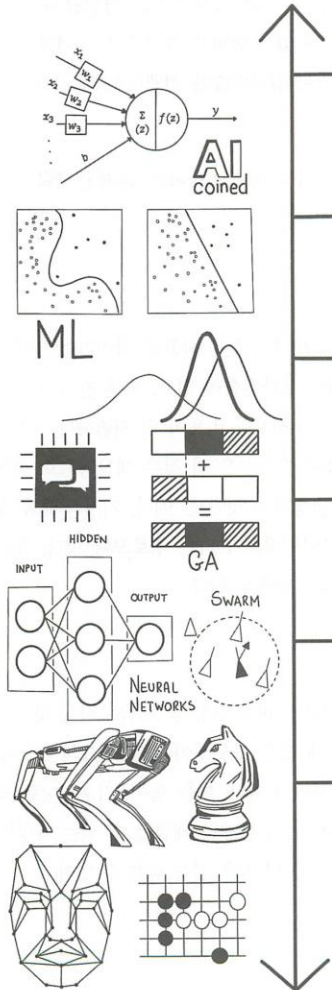 x₁
w₁
x₂
w₂
x₃
w₃
Σ
(z)
f(z)
y
b
AI
coined
ML
+
=
GA
HIDDEN
INPUT
OUTPUT
SWARM
NEURAL
NETWORKS